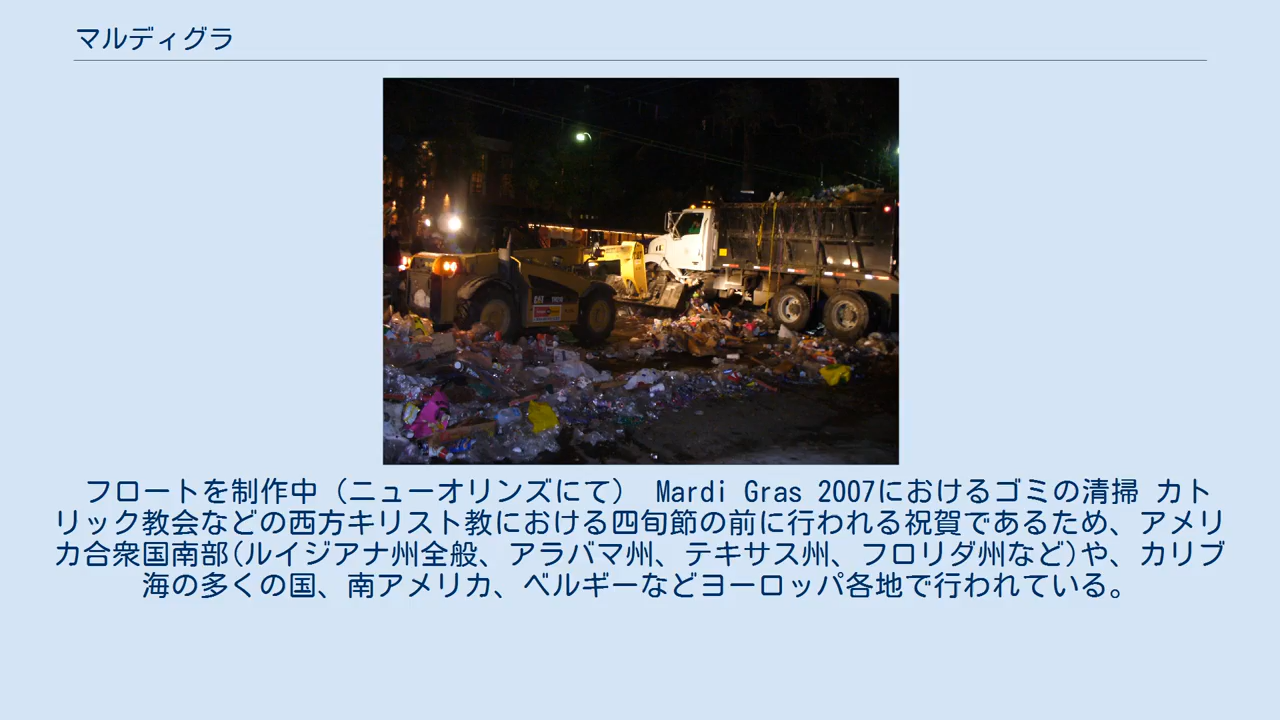 マルディグラ
CAT
フロートを制作中（ニューオリンズにて） Mardi Gras 2007におけるゴミの清掃 カト
リック教会などの西方キリスト教における四旬節の前に行われる祝賀であるため、アメリ
カ合衆国南部(ルイジアナ州全般、アラバマ州、テキサス州、フロリダ州など)や、カリブ
海の多くの国、南アメリカ、ベルギーなどヨーロッパ各地で行われている。